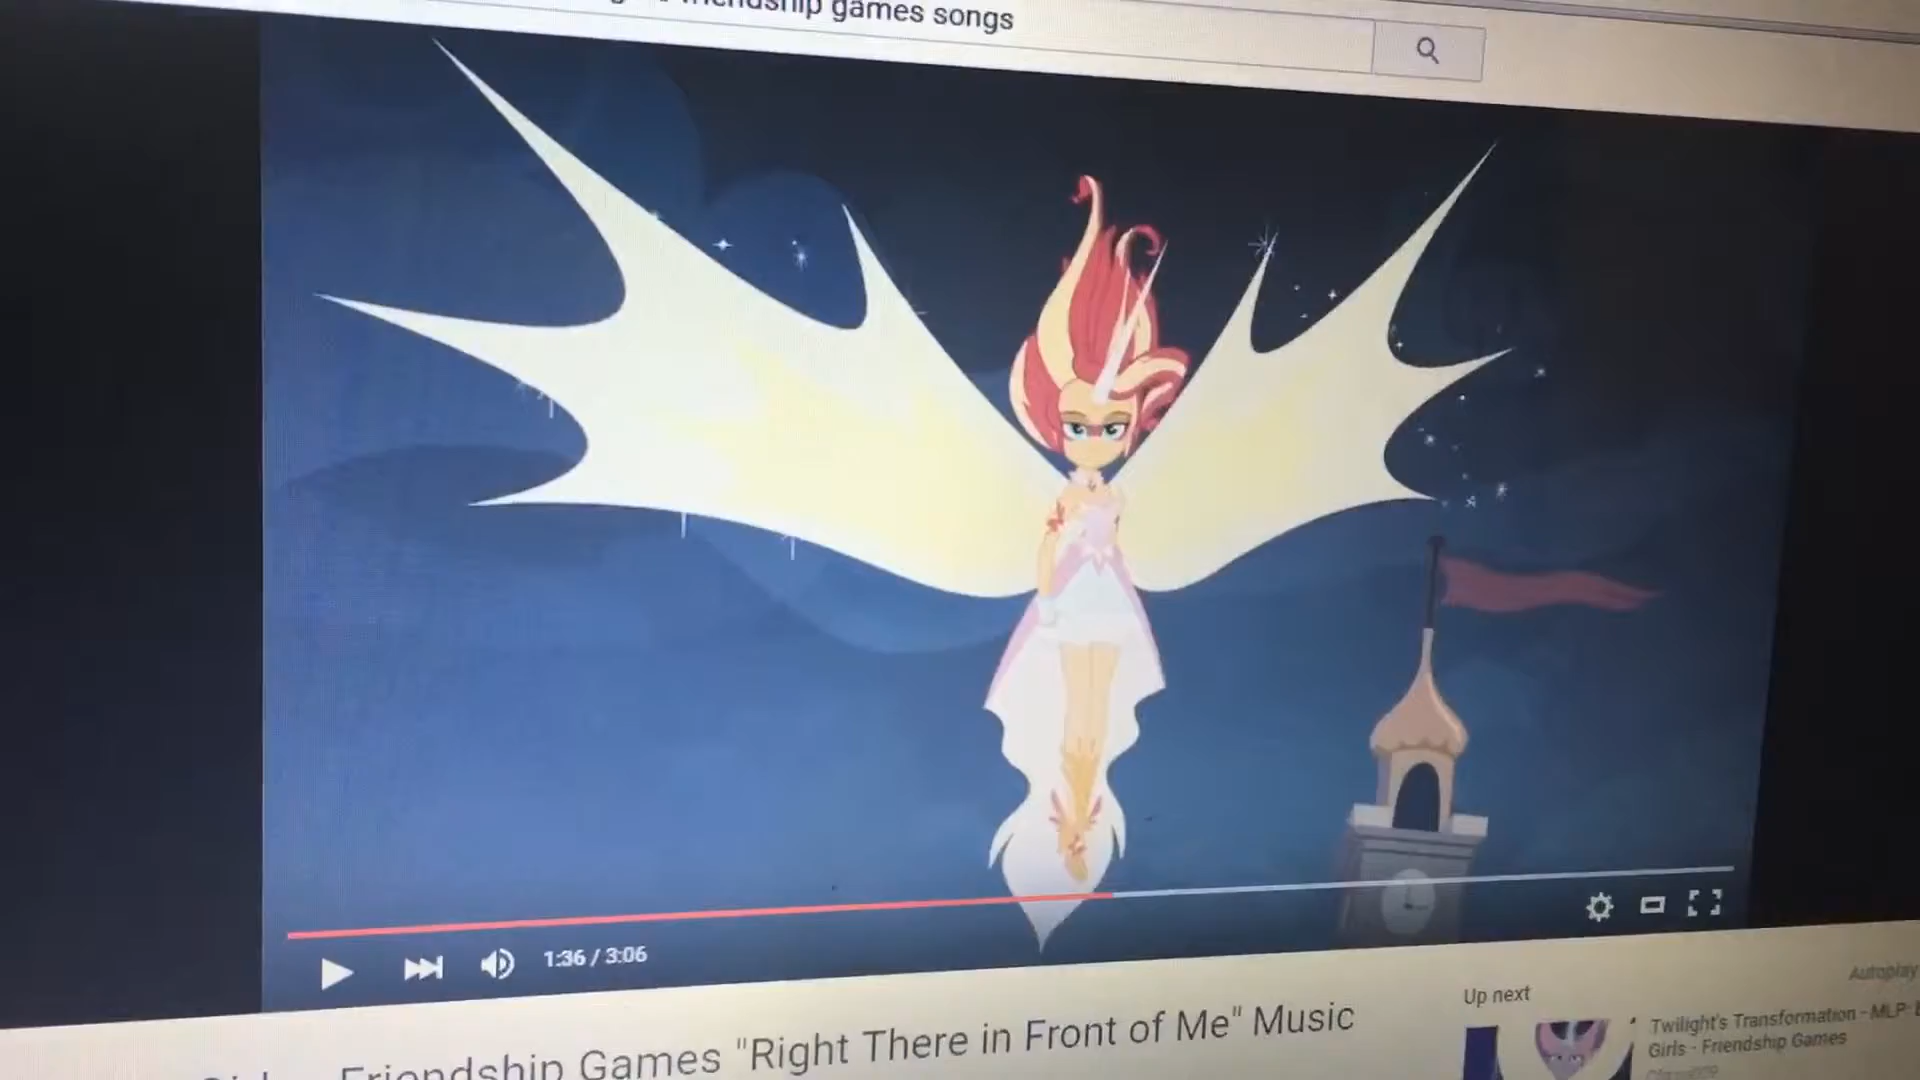 friendship games songs
1:36 / 3:06
Friendship Games "Right There in Front of Me" Music
Up next
Autoplay
Twilight's Transformation - MLP:
Girls - Friendship Games